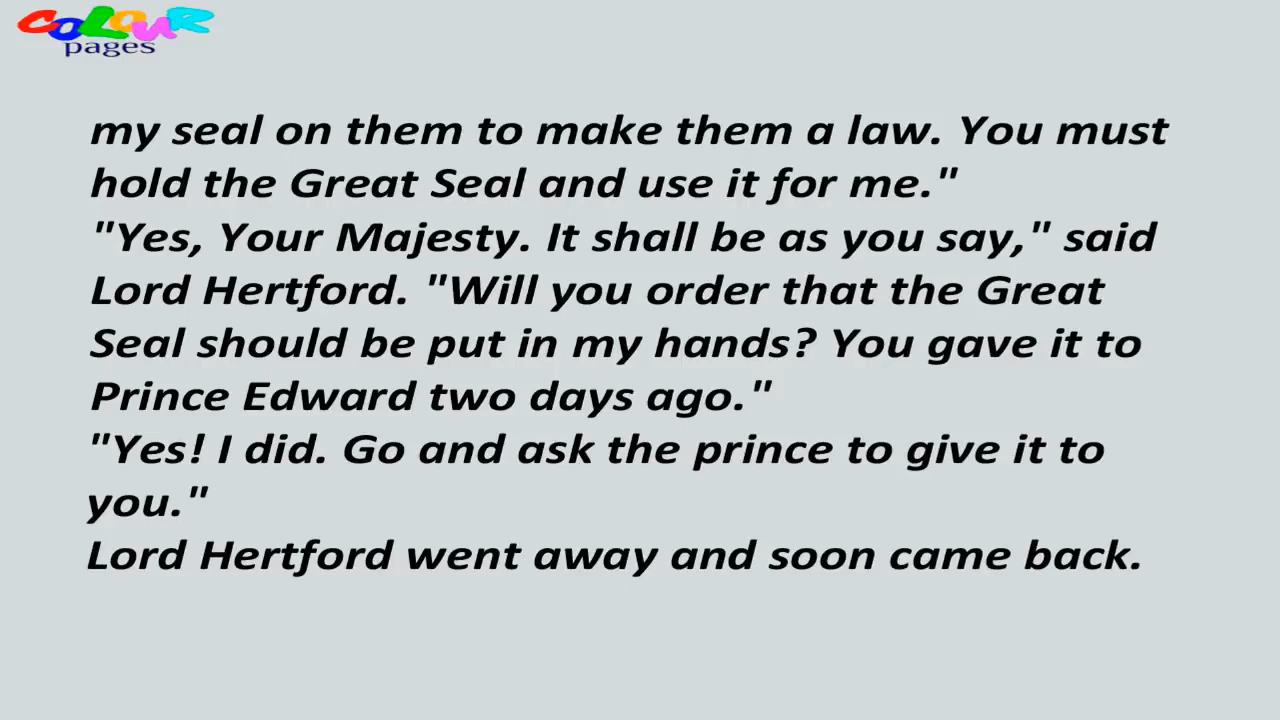 COLOUR
pages
my seal on them to make them a law. You must
hold the Great Seal and use it for me."
"Yes, Your Majesty. It shall be as you say," said
Lord Hertford. "Will you order that the Great
Seal should be put in my hands? You gave it to
Prince Edward two days ago."
"Yes! I did. Go and ask the prince to give it to
you."
Lord Hertford went away and soon came back.